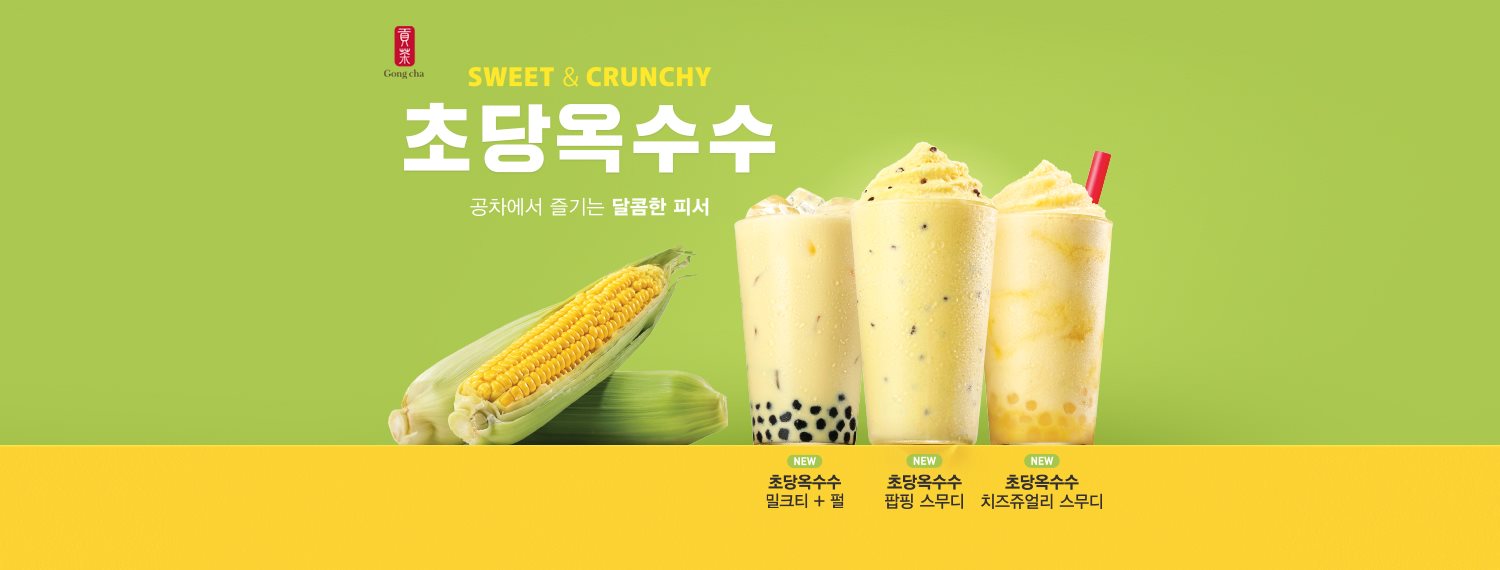 貢茶
Gong cha
SWEET & CRUNCHY
초당옥수수
공차에서 즐기는 달콤한 피서
NEW
초당옥수수
밀크티 + 펄
NEW
초당옥수수
팝핑 스무디
NEW
초당옥수수
치즈쥬얼리 스무디